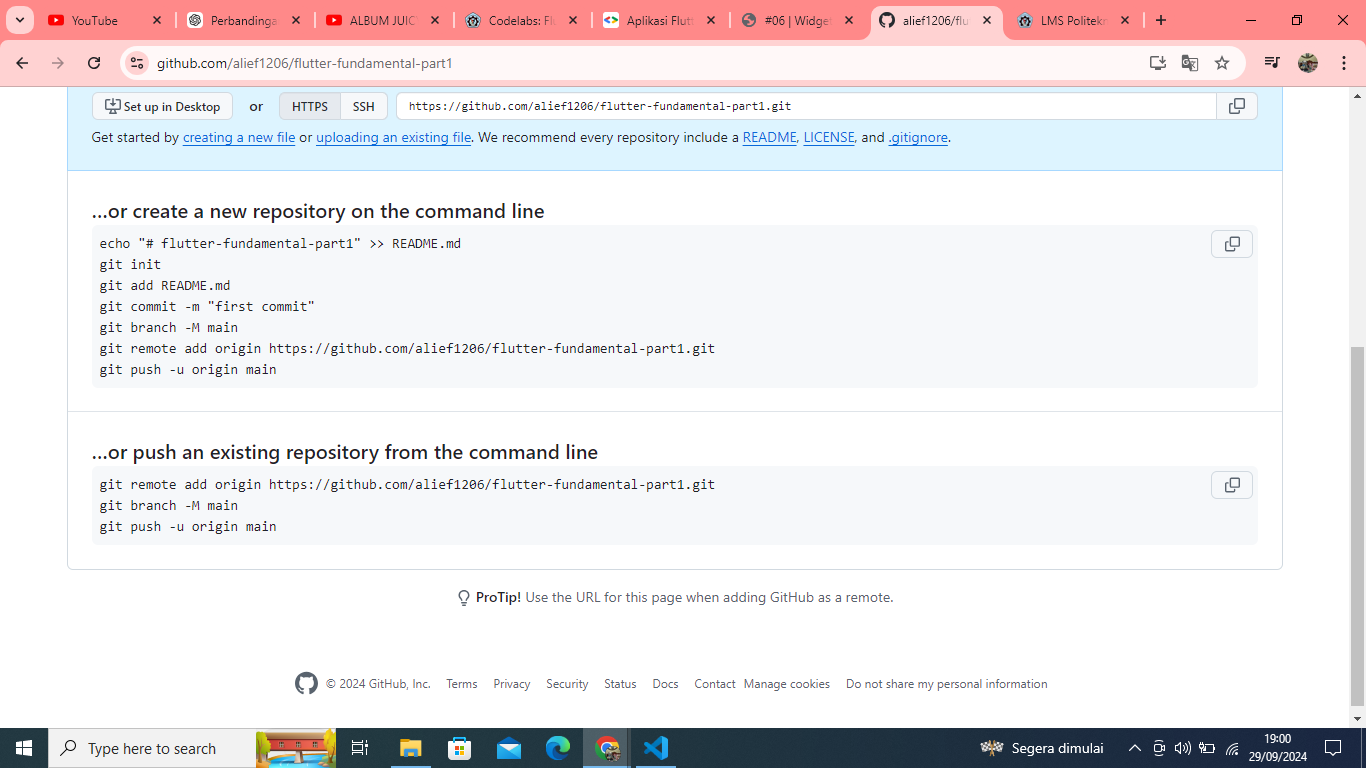 YouTube
Perbandinga
ALBUM JUIC
Codelabs: Flu
Aplikasi Flutt
#06 | Widge
alief1206/flu
LMS Politekn
github.com/alief1206/flutter-fundamental-part1
Set up in Desktop or HTTPS SSH https://github.com/alief1206/flutter-fundamental-part1.git
Get started by creating a new file or uploading an existing file. We recommend every repository include a README, LICENSE, and .gitignore.
…or create a new repository on the command line
echo "# flutter-fundamental-part1" >> README.md
git init
git add README.md
git commit -m "first commit"
git branch -M main
git remote add origin https://github.com/alief1206/flutter-fundamental-part1.git
git push -u origin main
…or push an existing repository from the command line
git remote add origin https://github.com/alief1206/flutter-fundamental-part1.git
git branch -M main
git push -u origin main
ProTip! Use the URL for this page when adding GitHub as a remote.
© 2024 GitHub, Inc. Terms Privacy Security Status Docs Contact Manage cookies Do not share my personal information
Type here to search
Segera dimulai
19:00
29/09/2024